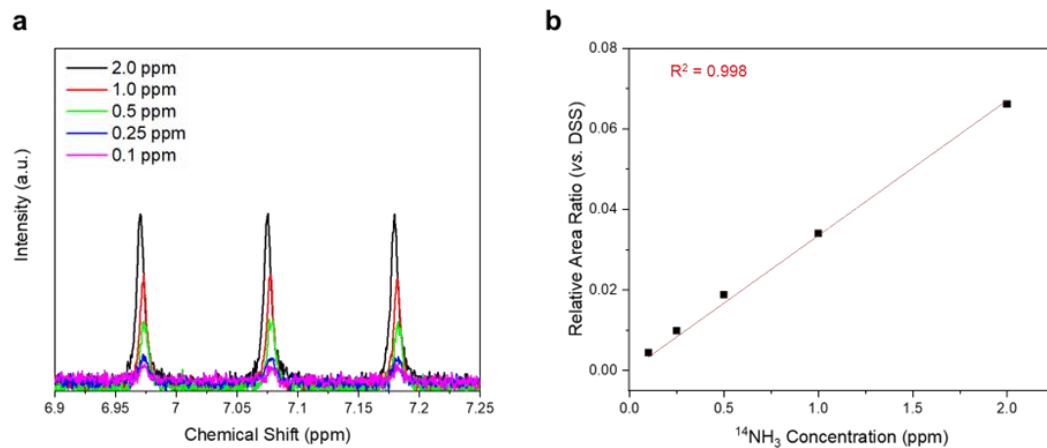 a
2.0 ppm
1.0 ppm
0.5 ppm
0.25 ppm
0.1 ppm
Intensity (a.u.)
6.9 6.95 7 7.05 7.1 7.15 7.2 7.25
Chemical Shift (ppm)
b
R² = 0.998
0.08
0.06
0.04
0.02
0.00
Relative Area Ratio (vs. DSS)
0.0 0.5 1.0 1.5 2.0
¹⁴NH₃ Concentration (ppm)